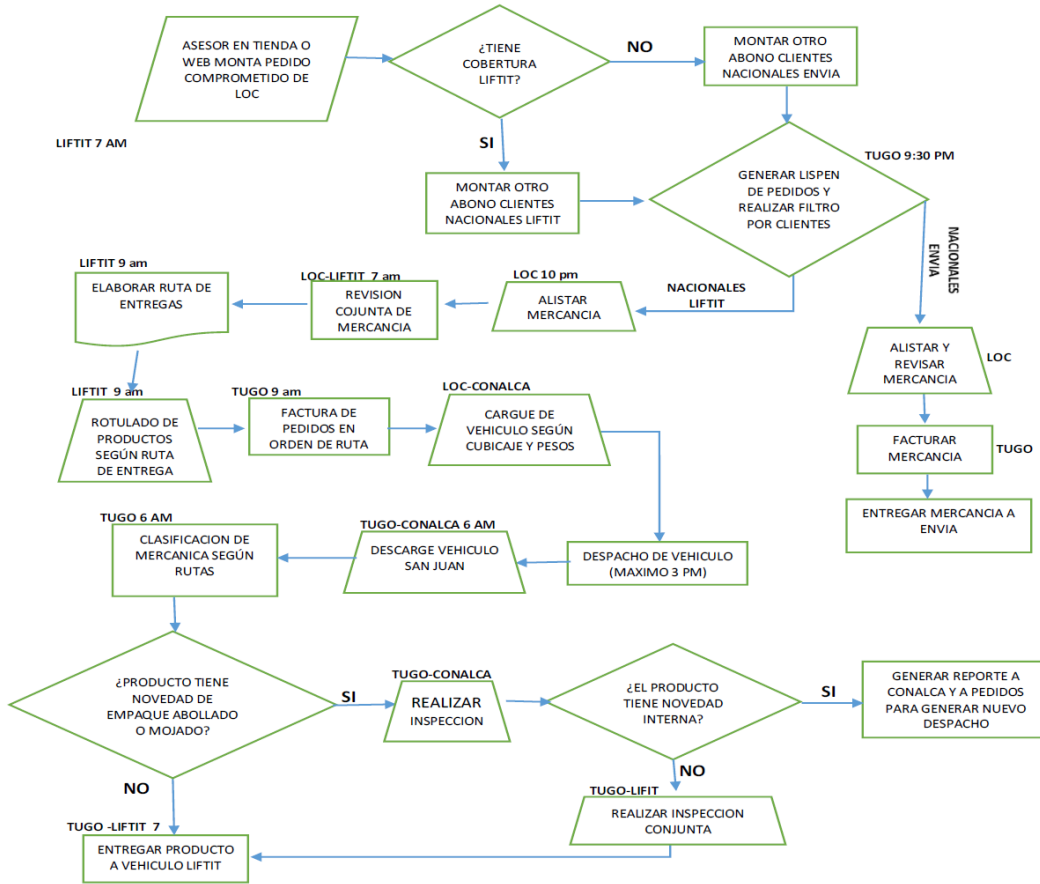 ASESOR EN TIENDA O
WEB MONTA PEDIDO
COMPROMETIDO DE
LOC
¿TIENE
COBERTURA
LIFTIT?
NO
MONTAR OTRO
ABONO CLIENTES
NACIONALES ENVIA
LIFTIT 7 AM
SI
MONTAR OTRO
ABONO CLIENTES
NACIONALES LIFTIT
TUGO 9:30 PM
GENERAR LISPEN
DE PEDIDOS Y
REALIZAR FILTRO
POR CLIENTES
NACIONALES
ENVIA
NACIONALES
LIFTIT
LOC 10 pm
ALISTAR
MERCANCIA
LOC-LIFTIT 7 am
REVISION
COJUNTA DE
MERCANCIA
LIFTIT 9 am
ELABORAR RUTA DE
ENTREGAS
ALISTAR Y
REVISAR
MERCANCIA
LOC
FACTURAR
MERCANCIA
TUGO
ENTREGAR MERCANCIA A
ENVIA
LIFTIT 9 am
ROTULADO DE
PRODUCTOS
SEGÚN RUTA
DE ENTREGA
TUGO 9 am
FACTURA DE
PEDIDOS EN
ORDEN DE RUTA
LOC-CONALCA
CARGUE DE
VEHICULO SEGÚN
CUBICAJE Y PESOS
DESPACHO DE VEHICULO
(MAXIMO 3 PM)
TUGO-CONALCA 6 AM
DESCARGE VEHICULO
SAN JUAN
TUGO 6 AM
CLASIFICACION DE
MERCANICA SEGÚN
RUTAS
¿PRODUCTO TIENE
NOVEDAD DE
EMPAQUE ABOLLADO
O MOJADO?
SI
TUGO-CONALCA
REALIZAR
INSPECCION
¿EL PRODUCTO
TIENE NOVEDAD
INTERNA?
SI
GENERAR REPORTE A
CONALCA Y A PEDIDOS
PARA GENERAR NUEVO
DESPACHO
NO
TUGO-LIFIT
REALIZAR INSPECCION
CONJUNTA
NO
TUGO -LIFTIT 7
ENTREGAR PRODUCTO
A VEHICULO LIFTIT